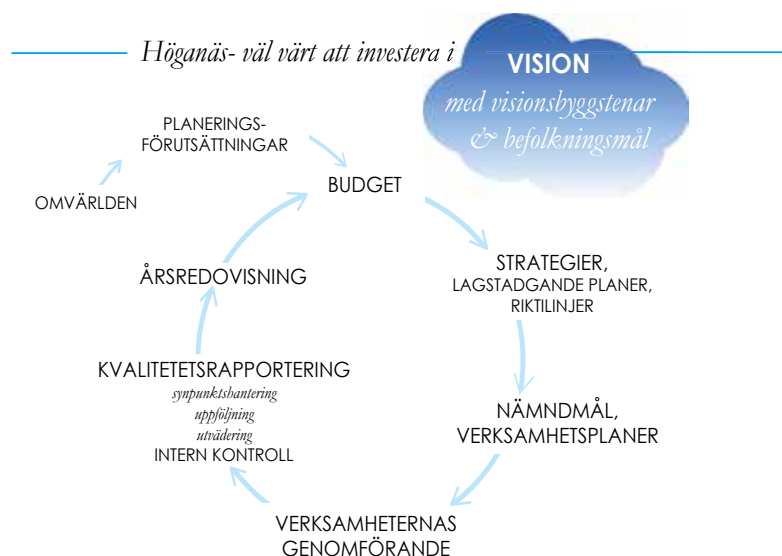 Höganäs- väl värt att investera i
VISION
med visionsbyggstenar
& befolkningsmål
PLANERINGS-
FÖRUTSÄTTNINGAR
OMVÄRLDEN
BUDGET
STRATEGIER,
LAGSTADGANDE PLANER,
RIKTILINJER
NÄMNDMÅL,
VERKSAMHETSPLANER
VERKSAMHETERNAS
GENOMFÖRANDE
KVALITETETSRAPPORTERING
synpunktshantering
uppföljning
utvädering
INTERN KONTROLL
ÅRSREDOVISNING